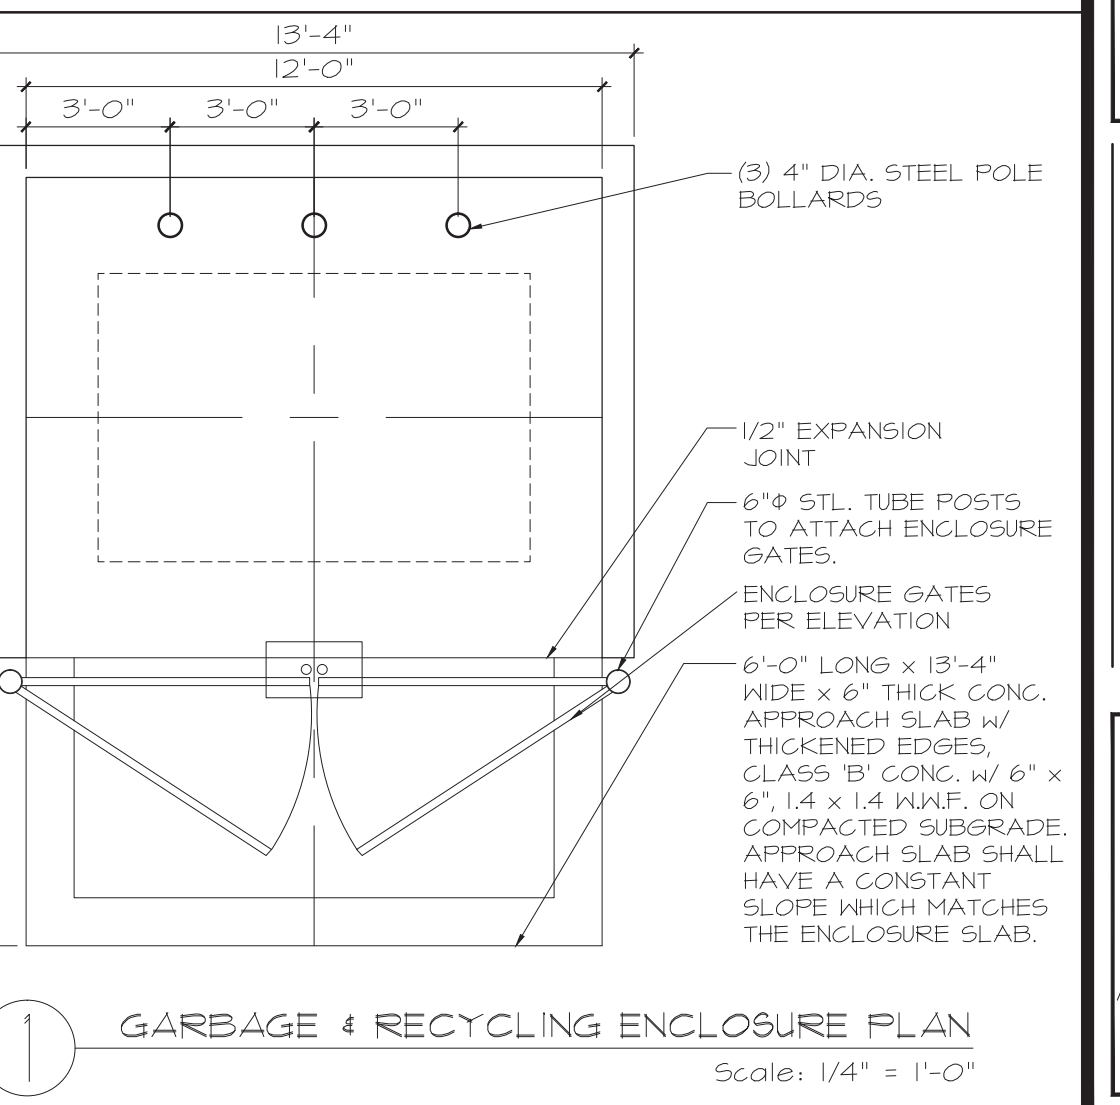 13'-4"
12'-0"
3'-0" 3'-0" 3'-0"
(3) 4" DIA. STEEL POLE
BOLLARDS
1/2" EXPANSION
JOINT
6"Φ STL. TUBE POSTS
TO ATTACH ENCLOSURE
GATES.
ENCLOSURE GATES
PER ELEVATION
6'-0" LONG x 13'-4"
WIDE x 6" THICK CONC.
APPROACH SLAB w/
THICKENED EDGES,
CLASS 'B' CONC. w/ 6" x
6", 1.4 x 1.4 W.W.F. ON
COMPACTED SUBGRADE.
APPROACH SLAB SHALL
HAVE A CONSTANT
SLOPE WHICH MATCHES
THE ENCLOSURE SLAB.
1 GARBAGE & RECYCLING ENCLOSURE PLAN
Scale: 1/4" = 1'-0"